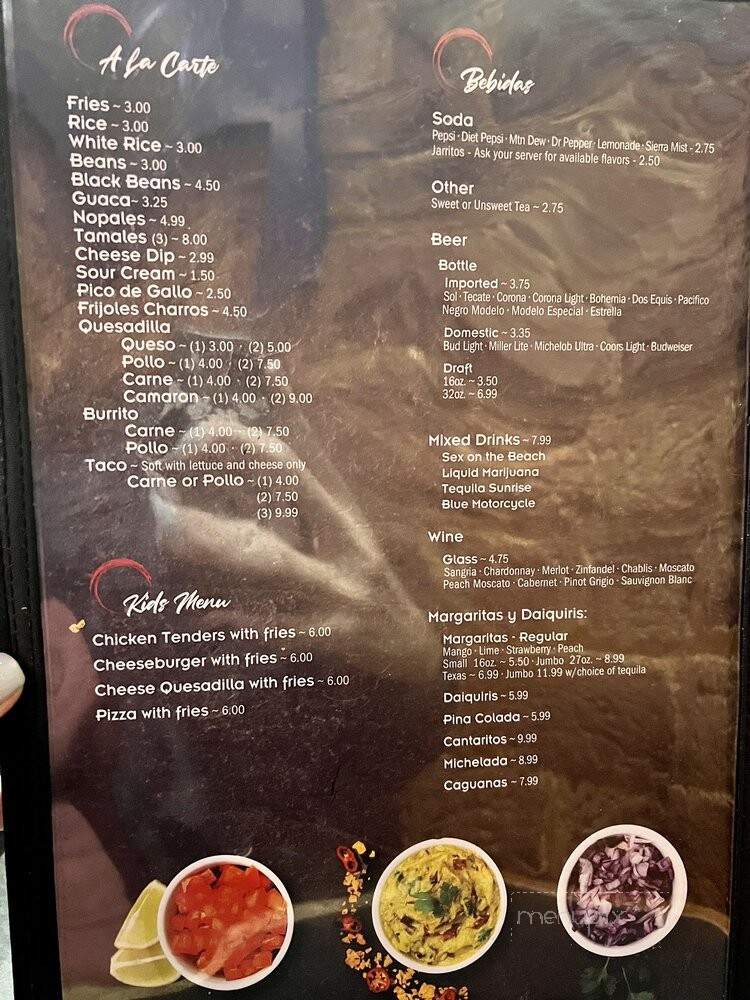 A La Carte
Fries ~ 3.00
Rice ~ 3.00
White Rice ~ 3.00
Beans ~ 3.00
Black Beans ~ 4.50
Guaca ~ 3.25
Nopales ~ 4.99
Tamales (3) ~ 8.00
Cheese Dip ~ 2.99
Sour Cream ~ 1.50
Pico de Gallo ~ 2.50
Frijoles Charros ~ 4.50
Quesadilla
Queso ~ (1) 3.00 · (2) 5.00
Pollo ~ (1) 4.00 · (2) 7.50
Carne ~ (1) 4.00 · (2) 7.50
Camaron ~ (1) 4.00 · (2) 9.00
Burrito
Carne ~ (1) 4.00 · (2) 7.50
Pollo ~ (1) 4.00 · (2) 7.50
Taco ~ Soft with lettuce and cheese only
Carne or Pollo ~ (1) 4.00
(2) 7.50
(3) 9.99
Kids Menu
Chicken Tenders with fries ~ 6.00
Cheeseburger with fries ~ 6.00
Cheese Quesadilla with fries ~ 6.00
Pizza with fries ~ 6.00
Bebidas
Soda
Pepsi · Diet Pepsi · Mtn Dew · Dr Pepper · Lemonade · Sierra Mist - 2.75
Jarritos - Ask your server for available flavors - 2.50
Other
Sweet or Unsweet Tea ~ 2.75
Beer
Bottle
Imported ~ 3.75
Sol · Tecate · Corona · Corona Light · Bohemia · Dos Equis · Pacifico
Negro Modelo · Modelo Especial · Estrella
Domestic ~ 3.35
Bud Light · Miller Lite · Michelob Ultra · Coors Light · Budweiser
Draft
16oz. ~ 3.50
32oz. ~ 6.99
Mixed Drinks ~ 7.99
Sex on the Beach
Liquid Marijuana
Tequila Sunrise
Blue Motorcycle
Wine
Glass ~ 4.75
Sangria · Chardonnay · Merlot · Zinfandel · Chablis · Moscato
Peach Moscato · Cabernet · Pinot Grigio · Sauvignon Blanc
Margaritas y Daiquiris:
Margaritas - Regular
Mango · Lime · Strawberry · Peach
Small 16oz. ~ 5.50 · Jumbo 27oz. ~ 8.99
Texas ~ 6.99 · Jumbo 11.99 w/choice of tequila
Daiquiris ~ 5.99
Pina Colada ~ 5.99
Cantaritos ~ 9.99
Michelada ~ 8.99
Caguanas ~ 7.99